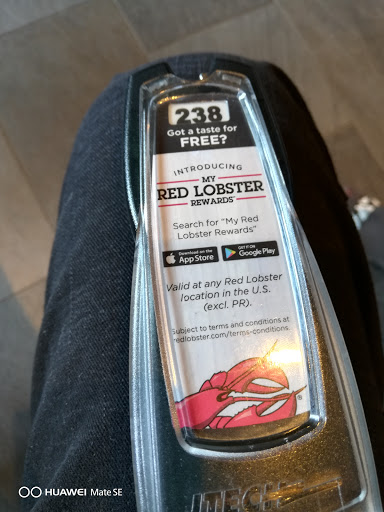 238
Got a taste for
FREE?
INTRODUCING
MY
RED LOBSTER
REWARDS™
Search for "My Red
Lobster Rewards"
Download on the
App Store
GET IT ON
Google Play
Valid at any Red Lobster
location in the U.S.
(excl. PR).
Subject to terms and conditions at
redlobster.com/terms-conditions.
®
JTECH
HUAWEI Mate SE